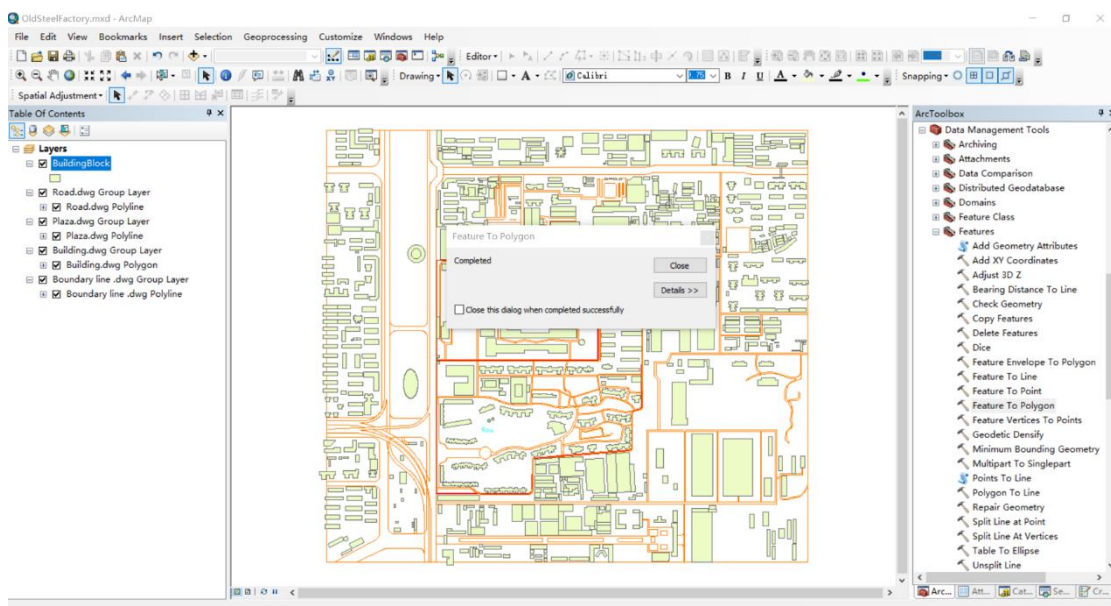 OldSteelFactory.mxd - ArcMap
File Edit View Bookmarks Insert Selection Geoprocessing Customize Windows Help
Editor
Drawing A Calibri 0.75 B I U A Snapping
Spatial Adjustment
Table Of Contents
Layers
BuildingBlock
Road.dwg Group Layer
Road.dwg Polyline
Plaza.dwg Group Layer
Plaza.dwg Polyline
Building.dwg Group Layer
Building.dwg Polygon
Boundary line .dwg Group Layer
Boundary line .dwg Polyline
Feature To Polygon
Completed
Close
Details >>
Close this dialog when completed successfully
ArcToolbox
Data Management Tools
Archiving
Attachments
Data Comparison
Distributed Geodatabase
Domains
Feature Class
Features
Add Geometry Attributes
Add XY Coordinates
Adjust 3D Z
Bearing Distance To Line
Check Geometry
Copy Features
Delete Features
Dice
Feature Envelope To Polygon
Feature To Line
Feature To Point
Feature To Polygon
Feature Vertices To Points
Geodetic Densify
Minimum Bounding Geometry
Multipart To Singlepart
Points To Line
Polygon To Line
Repair Geometry
Split Line at Point
Split Line At Vertices
Table To Ellipse
Unsplit Line
Arc... Att... Cat... Se... Cr...